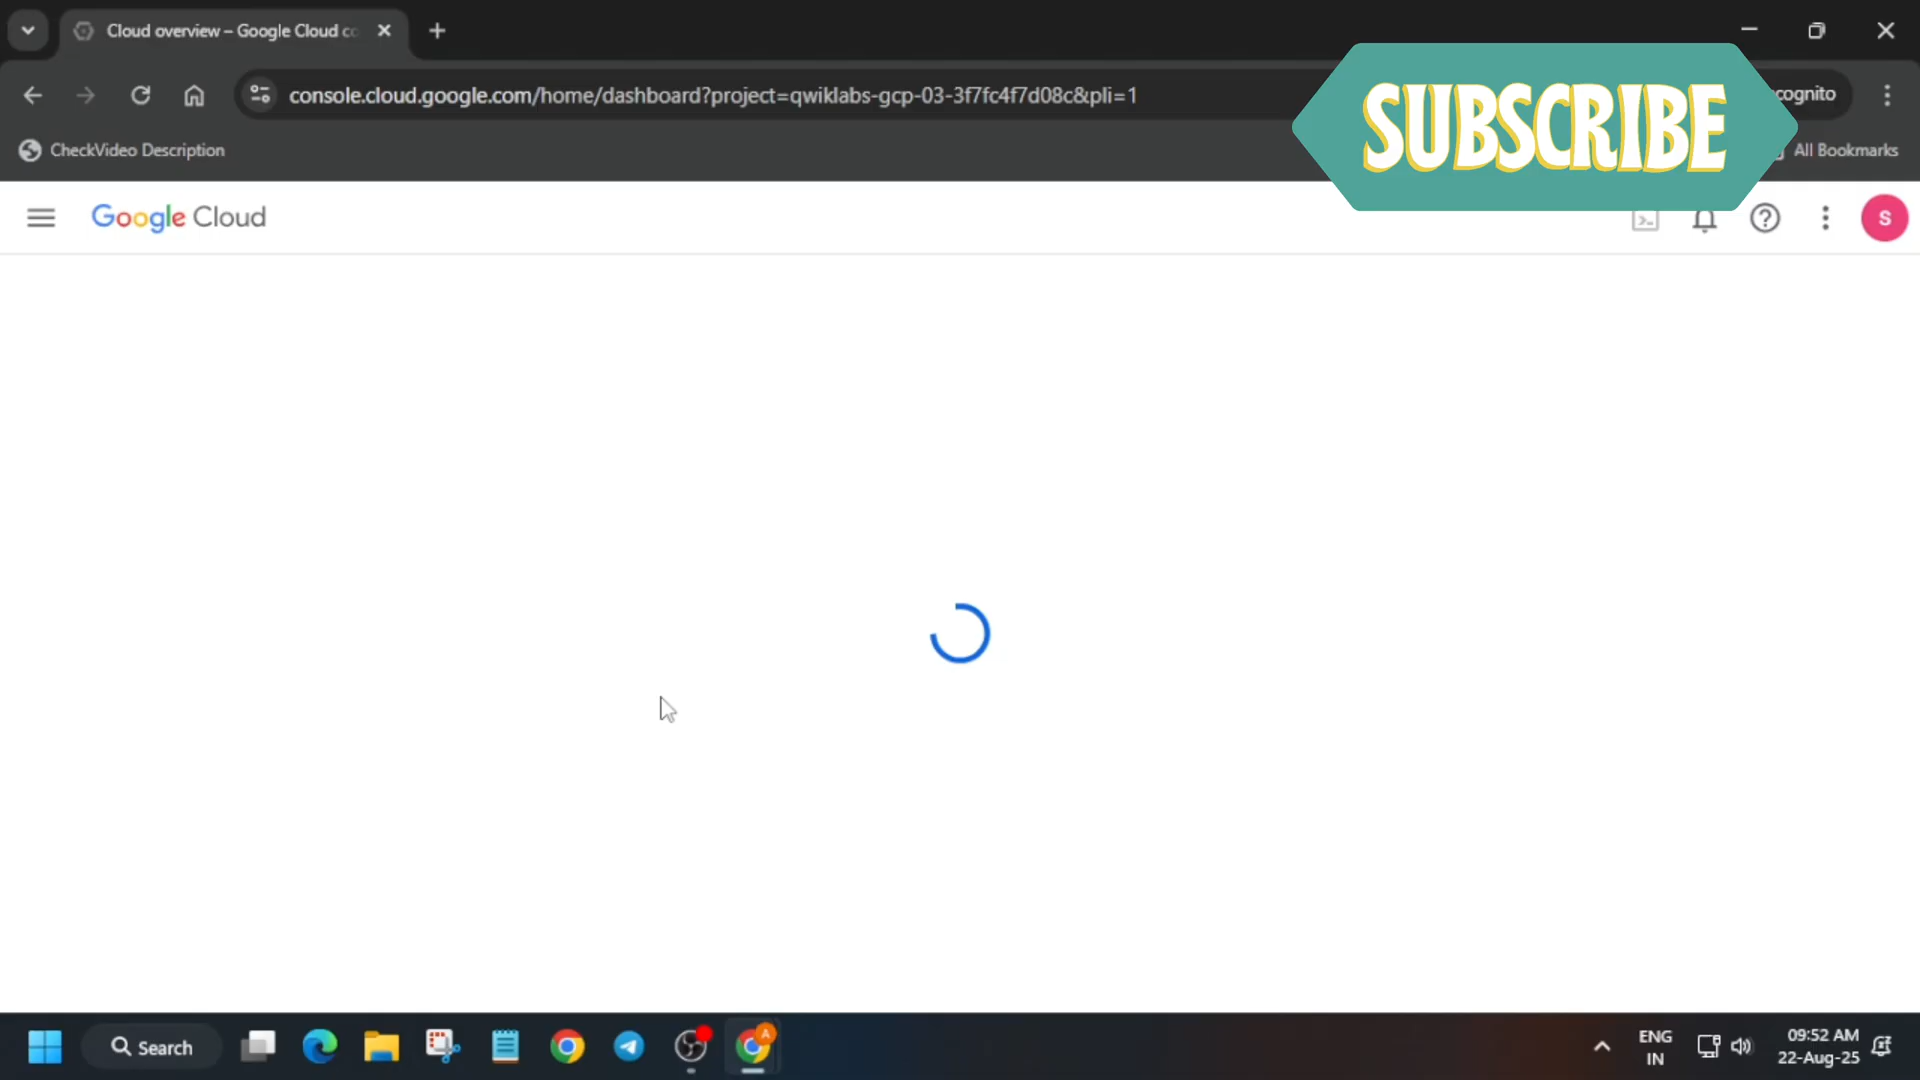 Cloud overview – Google Cloud co
console.cloud.google.com/home/dashboard?project=qwiklabs-gcp-03-3f7fc4f7d08c&pli=1
cognito
SUBSCRIBE
CheckVideo Description
All Bookmarks
Google Cloud
S
Search
A
ENG
IN
09:52 AM
22-Aug-25